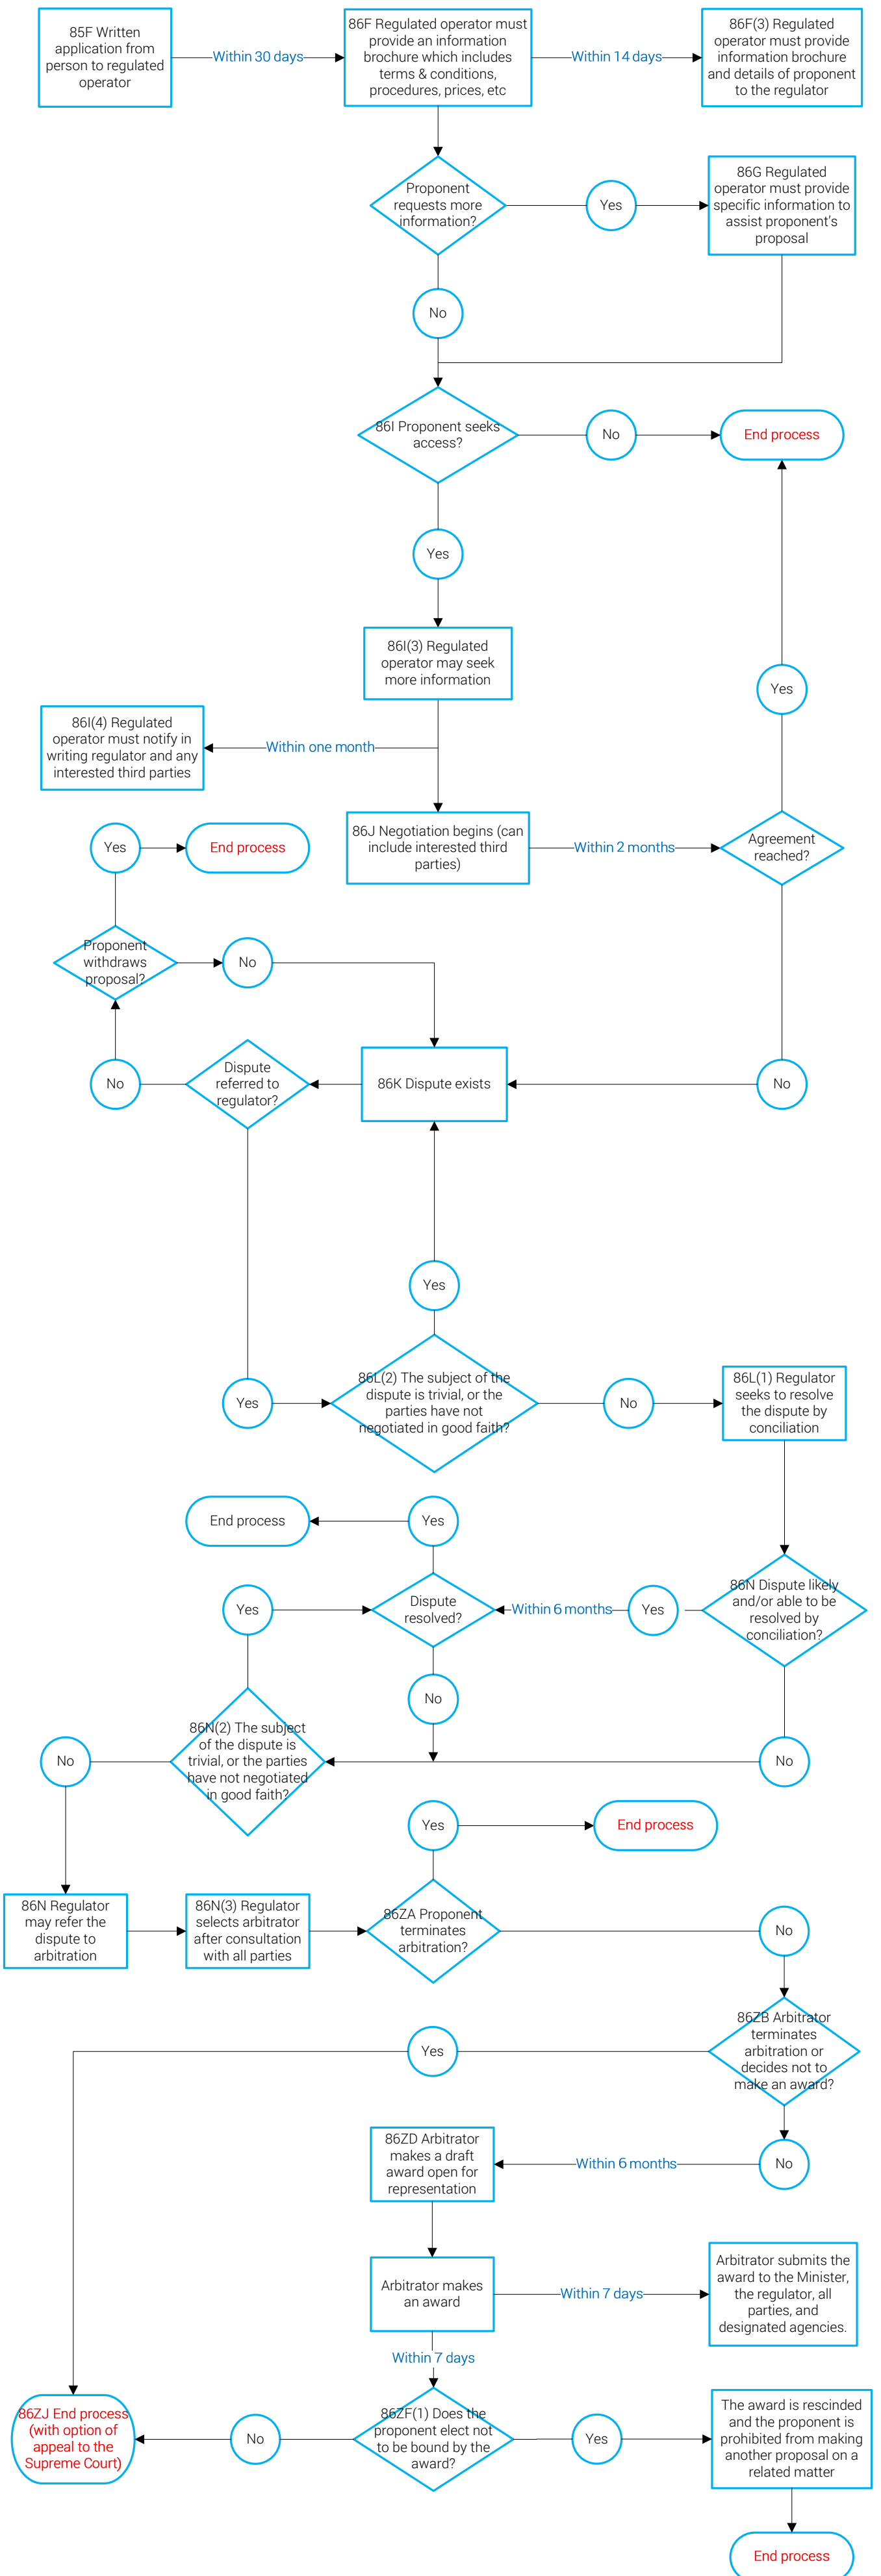 85F Written
application from
person to regulated
operator
Within 30 days
86F Regulated operator must
provide an information
brochure which includes
terms & conditions,
procedures, prices, etc
Within 14 days
86F(3) Regulated
operator must provide
information brochure
and details of proponent
to the regulator
Proponent
requests more
information?
Yes
86G Regulated
operator must provide
specific information to
assist proponent's
proposal
No
86I Proponent seeks
access?
No
End process
Yes
86I(3) Regulated
operator may seek
more information
Yes
86I(4) Regulated
operator must notify in
writing regulator and any
interested third parties
Within one month
86J Negotiation begins (can
include interested third
parties)
Within 2 months
Agreement
reached?
Yes
End process
Proponent
withdraws
proposal?
No
No
Dispute
referred to
regulator?
86K Dispute exists
No
Yes
Yes
86L(2) The subject of the
dispute is trivial, or the
parties have not
negotiated in good faith?
No
86L(1) Regulator
seeks to resolve
the dispute by
conciliation
End process
Yes
Yes
Dispute
resolved?
Within 6 months
Yes
86N Dispute likely
and/or able to be
resolved by
conciliation?
No
No
86N(2) The subject
of the dispute is
trivial, or the parties
have not negotiated
in good faith?
No
Yes
End process
86N Regulator
may refer the
dispute to
arbitration
86N(3) Regulator
selects arbitrator
after consultation
with all parties
86ZA Proponent
terminates
arbitration?
No
Yes
86ZB Arbitrator
terminates
arbitration or
decides not to
make an award?
86ZD Arbitrator
makes a draft
award open for
representation
Within 6 months
No
Arbitrator makes
an award
Within 7 days
Arbitrator submits the
award to the Minister,
the regulator, all
parties, and
designated agencies.
Within 7 days
86ZJ End process
(with option of
appeal to the
Supreme Court)
No
86ZF(1) Does the
proponent elect not
to be bound by the
award?
Yes
The award is rescinded
and the proponent is
prohibited from making
another proposal on a
related matter
End process